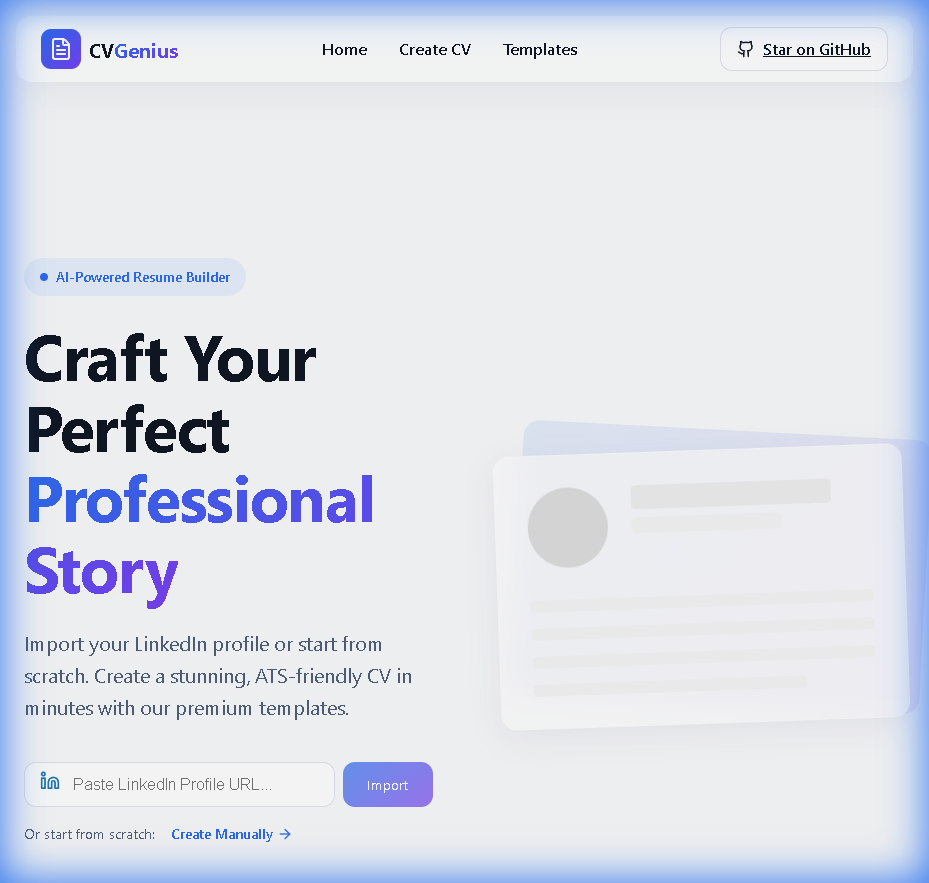 CVGenius
Home
Create CV
Templates
Star on GitHub
AI-Powered Resume Builder
Craft Your
Perfect
Professional
Story
Import your LinkedIn profile or start from
scratch. Create a stunning, ATS-friendly CV in
minutes with our premium templates.
in
Paste LinkedIn Profile URL...
Import
Or start from scratch:
Create Manually →